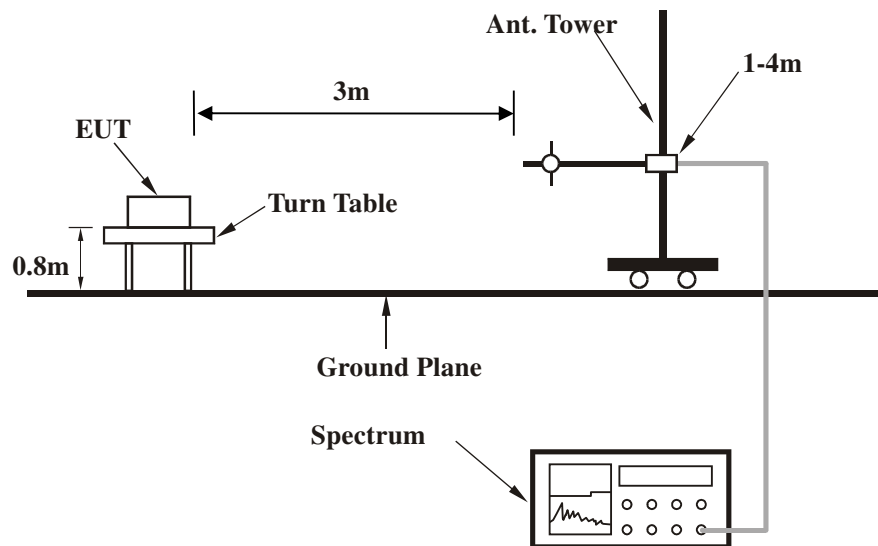 Ant. Tower
1-4m
3m
EUT
Turn Table
0.8m
Ground Plane
Spectrum